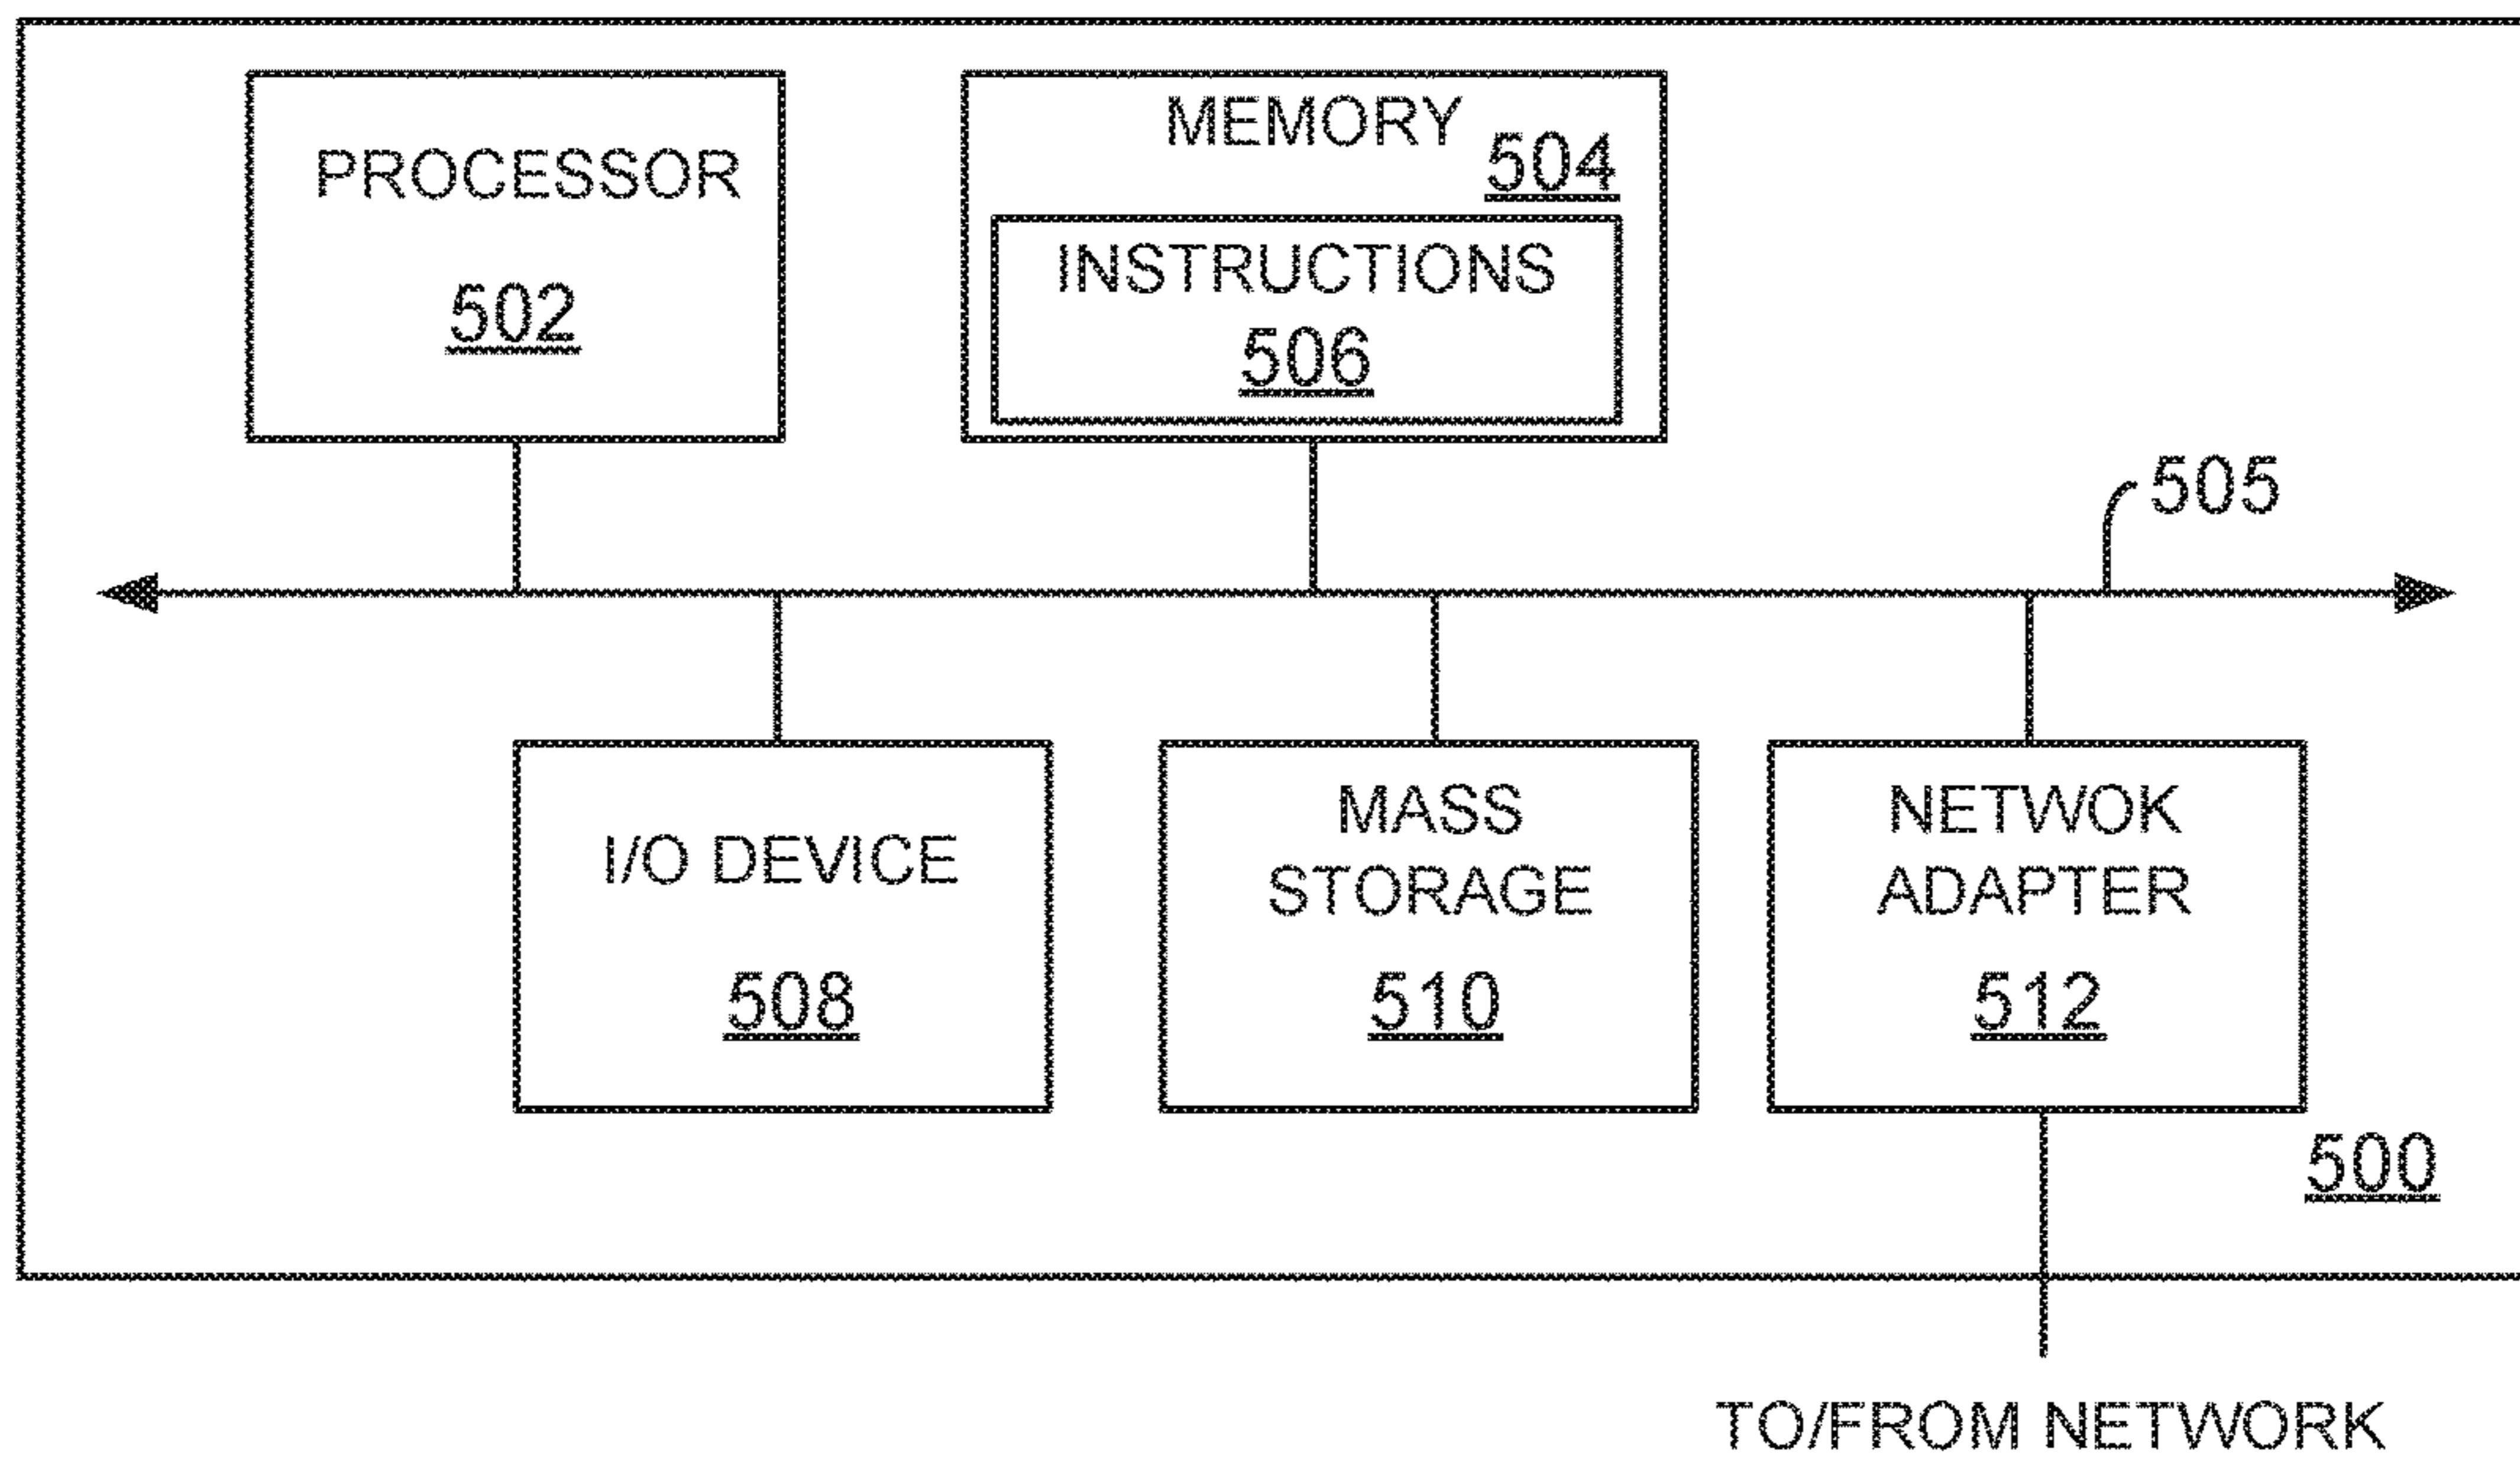 PROCESSOR
502
MEMORY
504
INSTRUCTIONS
506
505
I/O DEVICE
508
MASS
STORAGE
510
NETWOK
ADAPTER
512
500
TO/FROM NETWORK